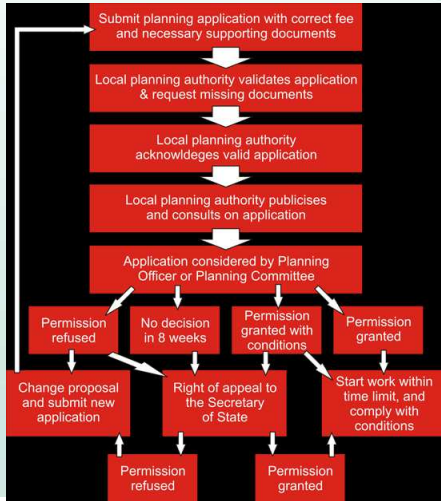 Submit planning application with correct fee
and necessary supporting documents
Local planning authority validates application
& request missing documents
Local planning authority
acknowldeges valid application
Local planning authority publicises
and consults on application
Application considered by Planning
Officer or Planning Committee
Permission
refused
No decision
in 8 weeks
Permission
granted with
conditions
Permission
granted
Change proposal
and submit new
application
Right of appeal to
the Secretary
of State
Start work within
time limit, and
comply with
conditions
Permission
refused
Permission
granted